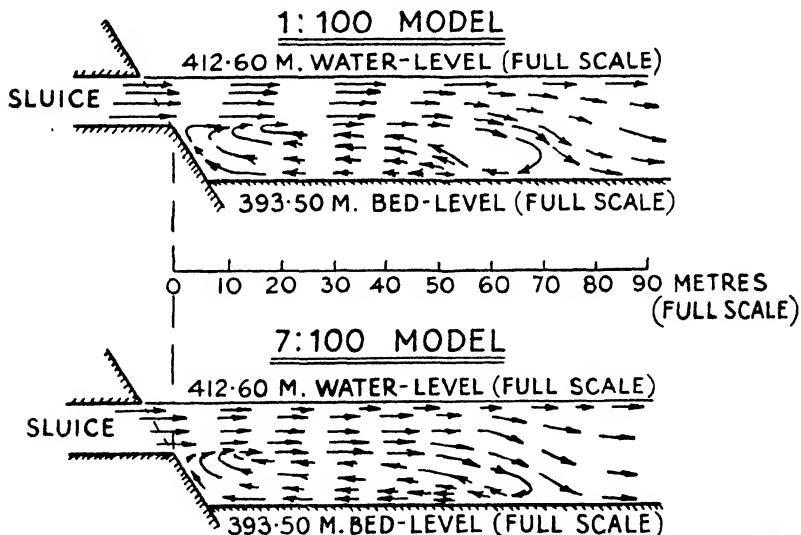 1:100 MODEL
412·60 M. WATER-LEVEL (FULL SCALE)
SLUICE
393·50 M. BED-LEVEL (FULL SCALE)
0 10 20 30 40 50 60 70 80 90 METRES
(FULL SCALE)
7:100 MODEL
412·60 M. WATER-LEVEL (FULL SCALE)
SLUICE
393·50 M. BED-LEVEL (FULL SCALE)